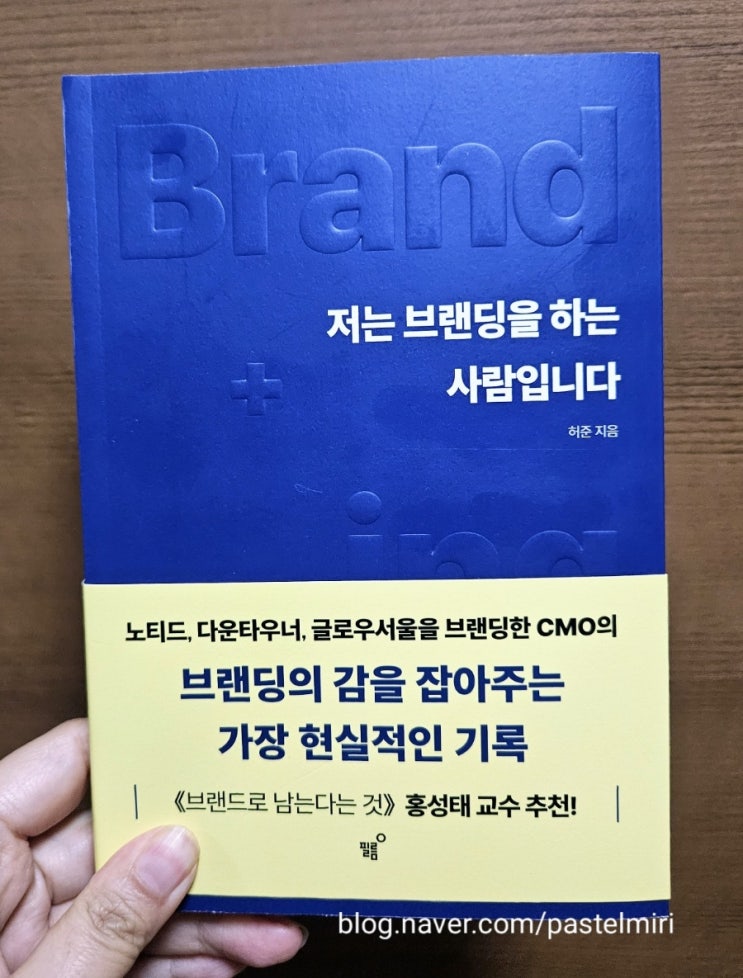 Brand
저는 브랜딩을 하는
사람입니다
+
허준 지음
ing
노티드, 다운타우너, 글로우서울을 브랜딩한 CMO의
브랜딩의 감을 잡아주는
가장 현실적인 기록
《브랜드로 남는다는 것》 홍성태 교수 추천!
필름
blog.naver.com/pastelmiri